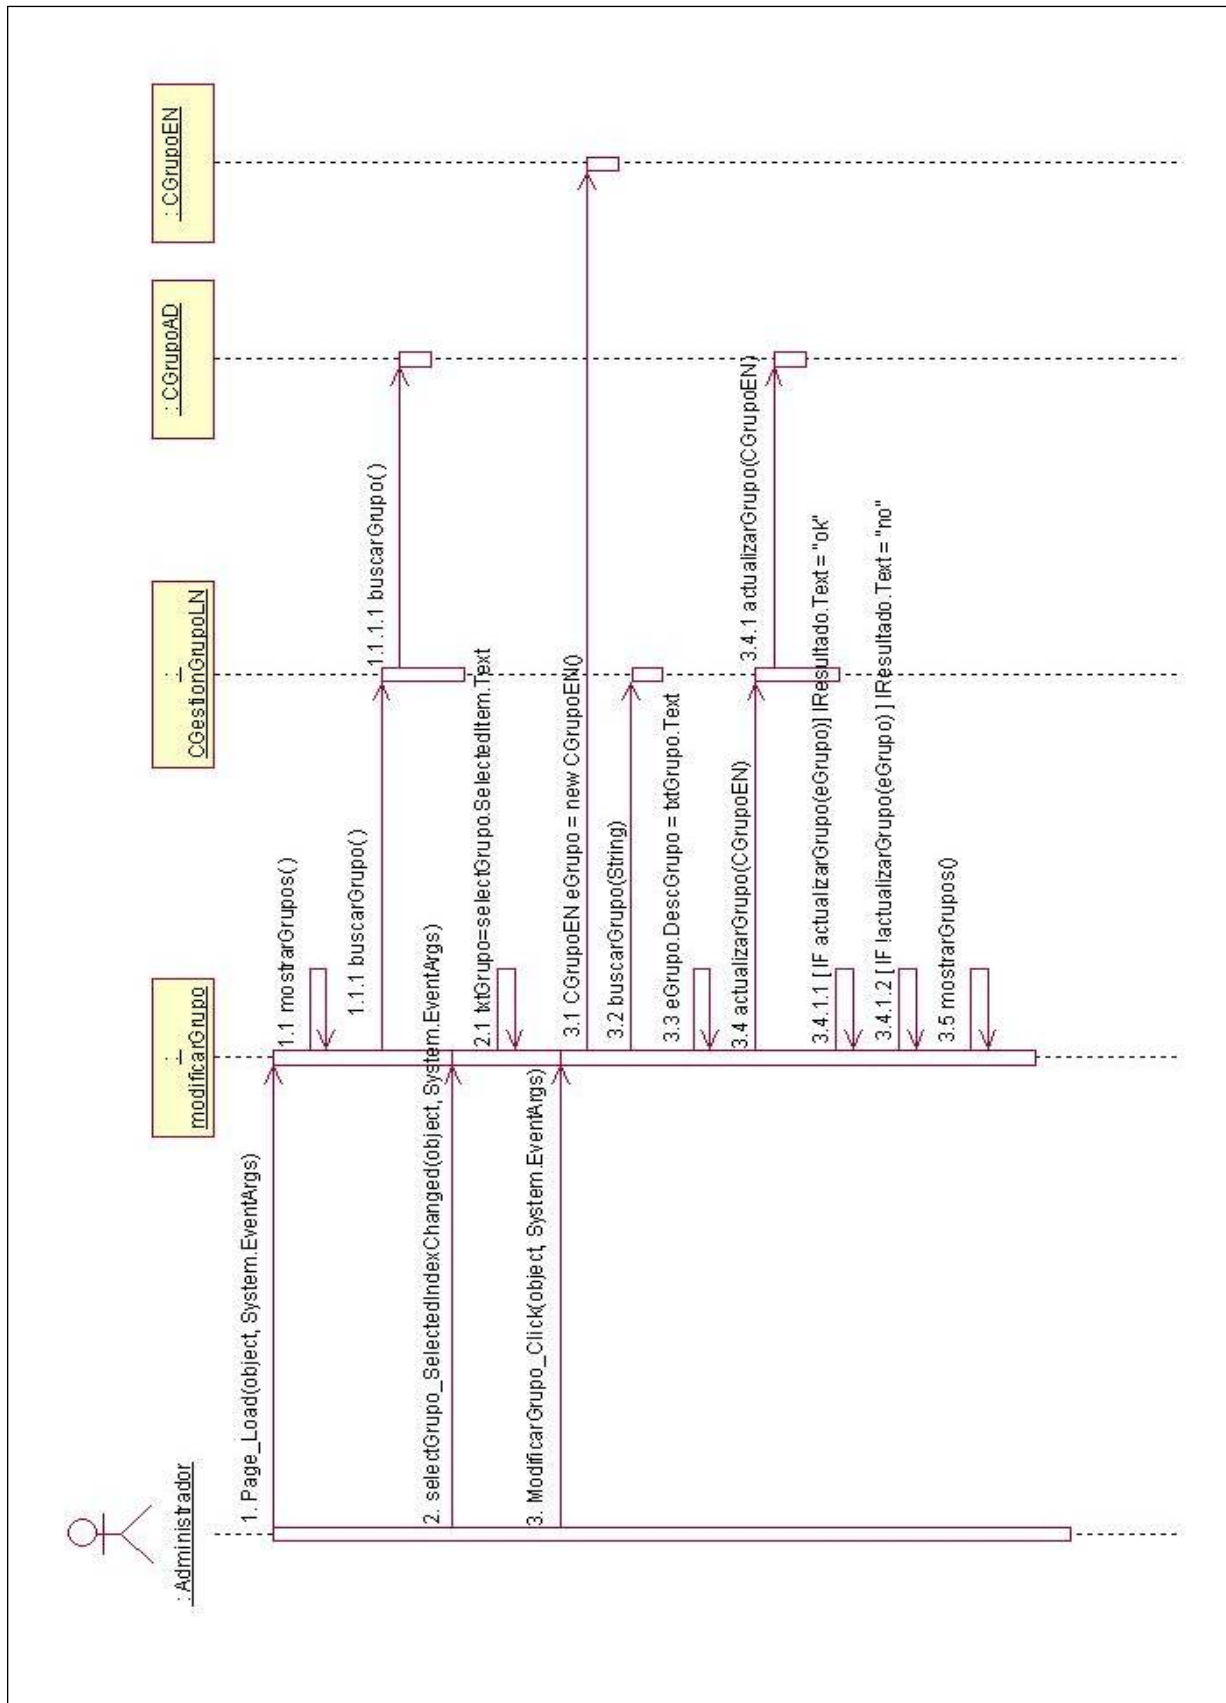 : Administrador
:
modificarGrupo
:
CGestionGrupoLN
: CGrupoAD
: CGrupoEN
1. Page_Load(object, System.EventArgs)
1.1 mostrarGrupos()
1.1.1 buscarGrupo()
1.1.1.1 buscarGrupo()
2. selectGrupo_SelectedIndexChanged(object, System.EventArgs)
2.1 txtGrupo=selectGrupo.SelectedItem.Text
3. ModificarGrupo_Click(object, System.EventArgs)
3.1 CGrupoEN eGrupo = new CGrupoEN()
3.2 buscarGrupo(String)
3.3 eGrupo.DescGrupo = txtGrupo.Text
3.4 actualizarGrupo(CGrupoEN)
3.4.1 actualizarGrupo(CGrupoEN)
3.4.1.1 [ IF actualizarGrupo(eGrupo)] lResultado.Text = "ok"
3.4.1.2 [ IF !actualizarGrupo(eGrupo) ] lResultado.Text = "no"
3.5 mostrarGrupos()